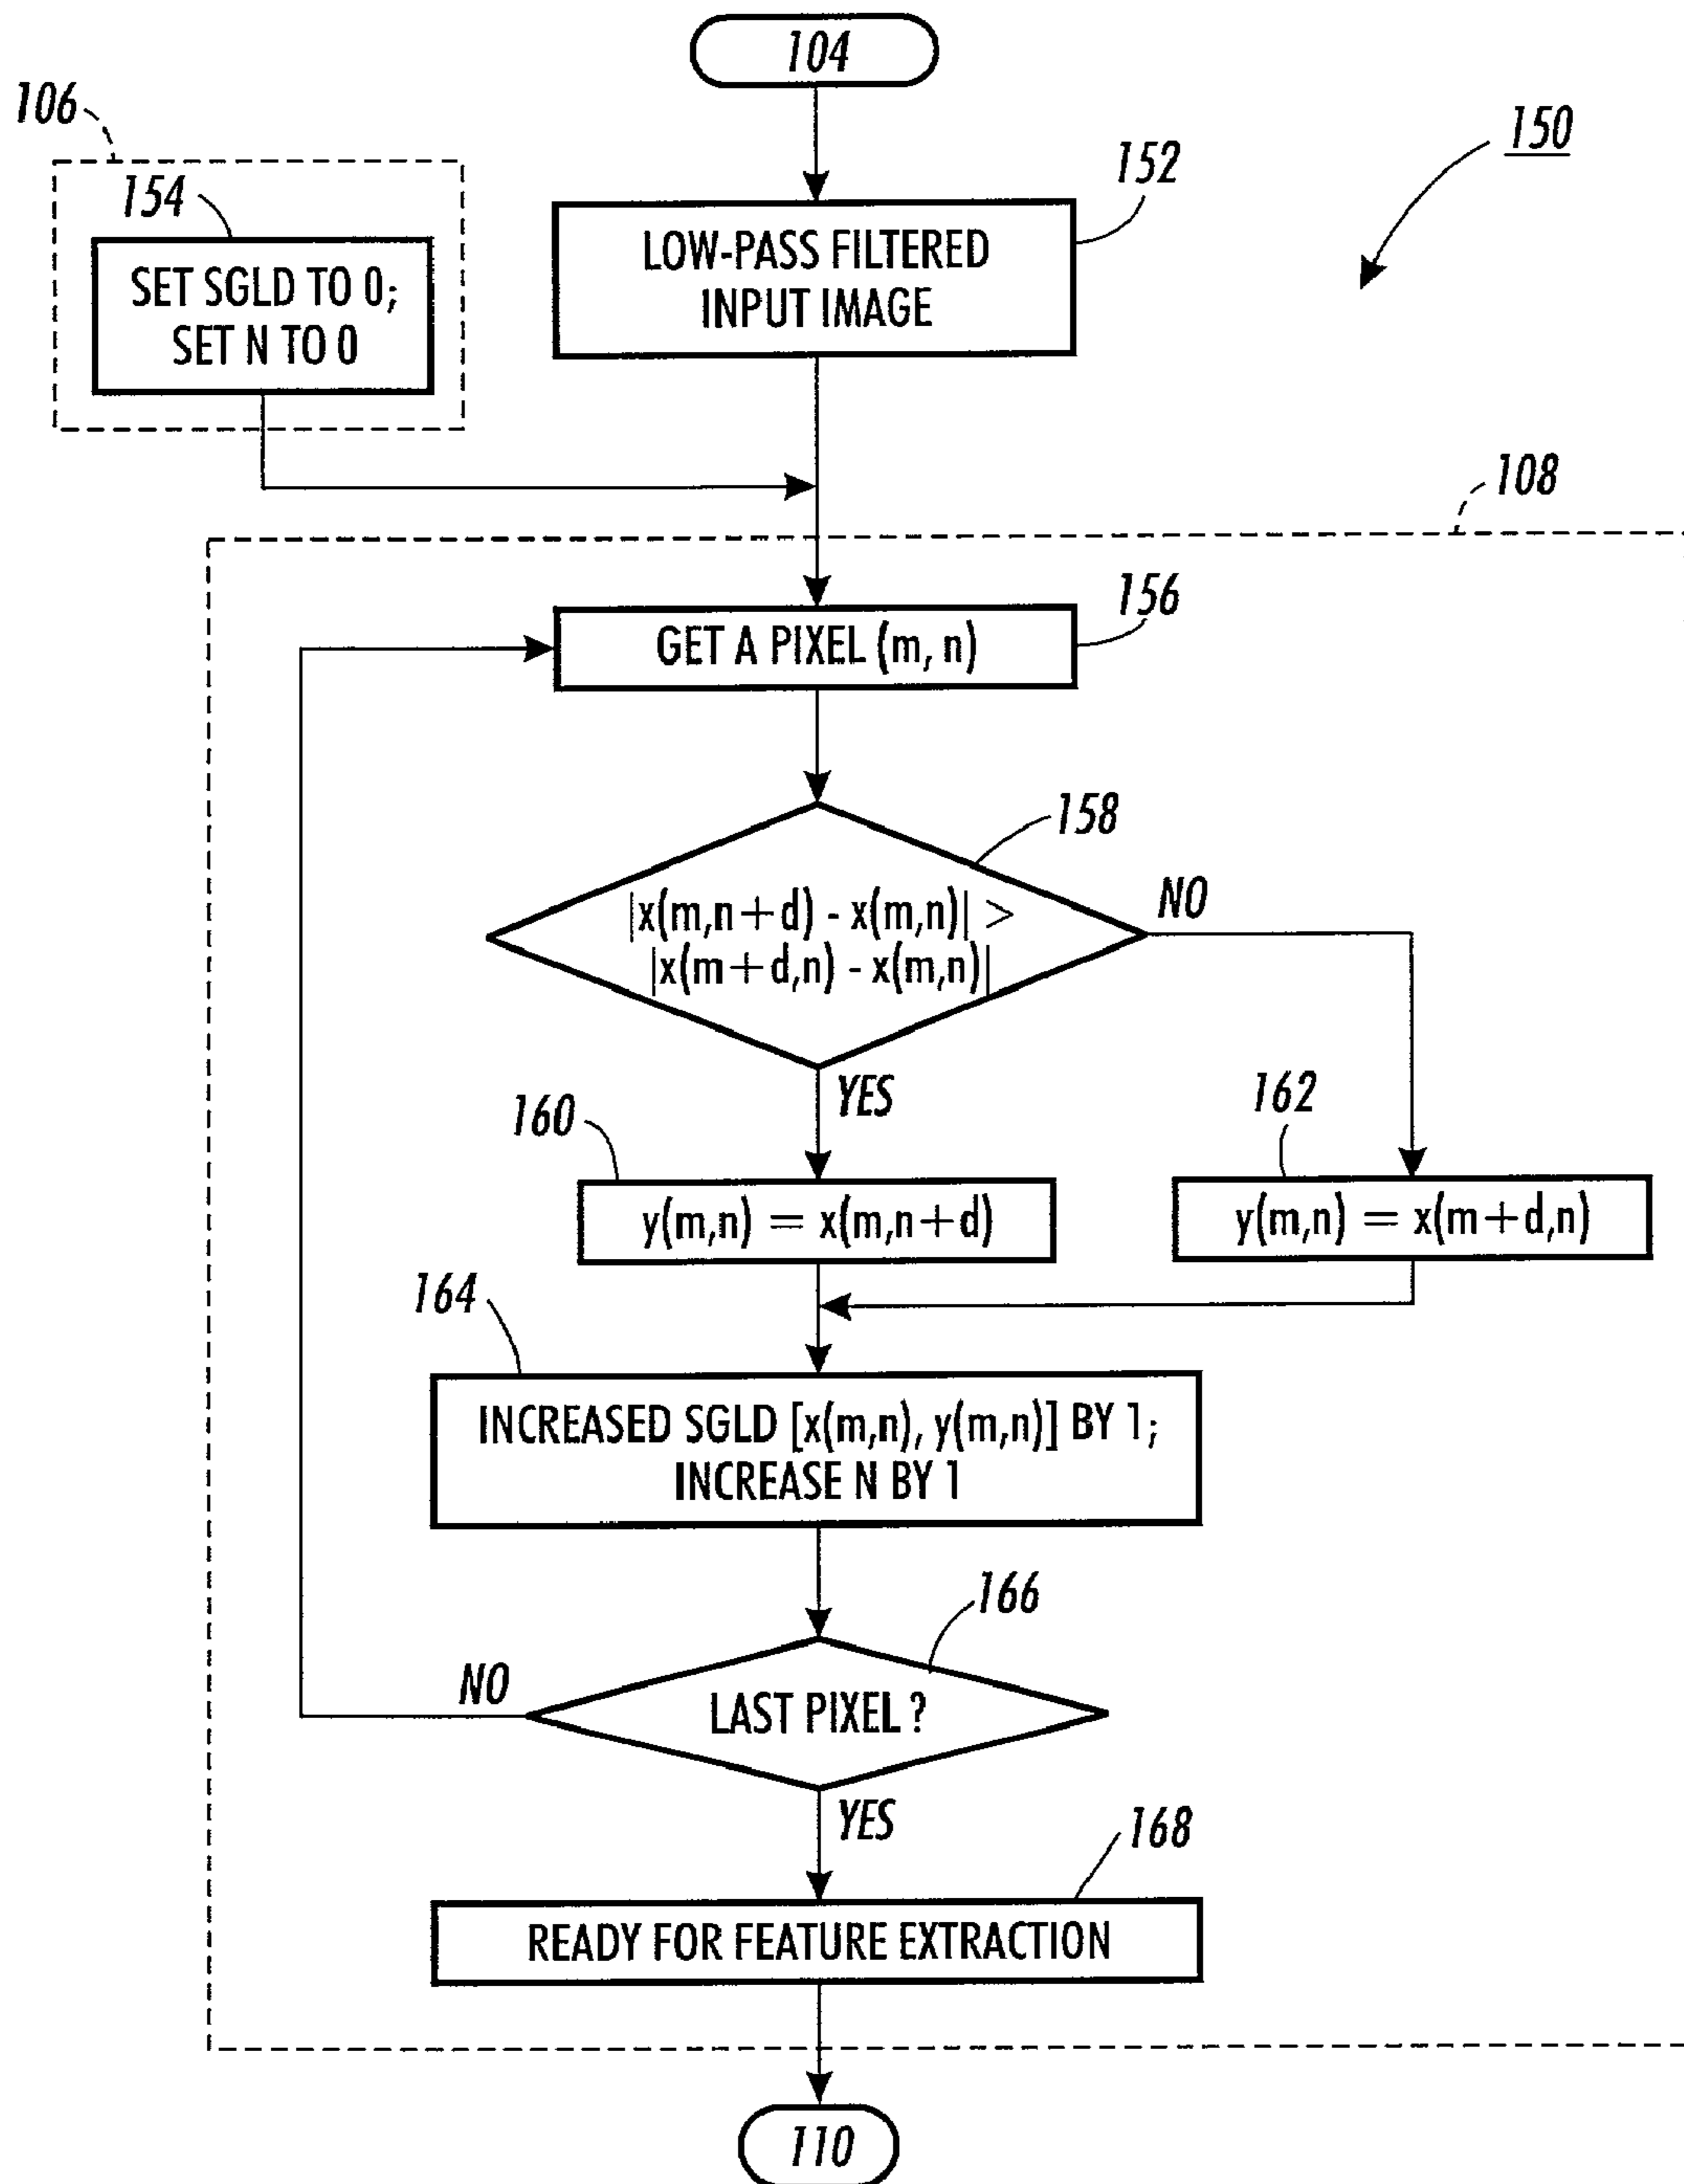 104
106
150
152
154
LOW-PASS FILTERED
INPUT IMAGE
SET SGLD TO 0;
SET N TO 0
108
156
GET A PIXEL (m, n)
158
|x(m,n+d) - x(m,n)| >
|x(m+d,n) - x(m,n)|
NO
YES
160
162
y(m,n) = x(m,n+d)
y(m,n) = x(m+d,n)
164
INCREASED SGLD [x(m,n), y(m,n)] BY 1;
INCREASE N BY 1
166
NO
LAST PIXEL ?
YES
168
READY FOR FEATURE EXTRACTION
110